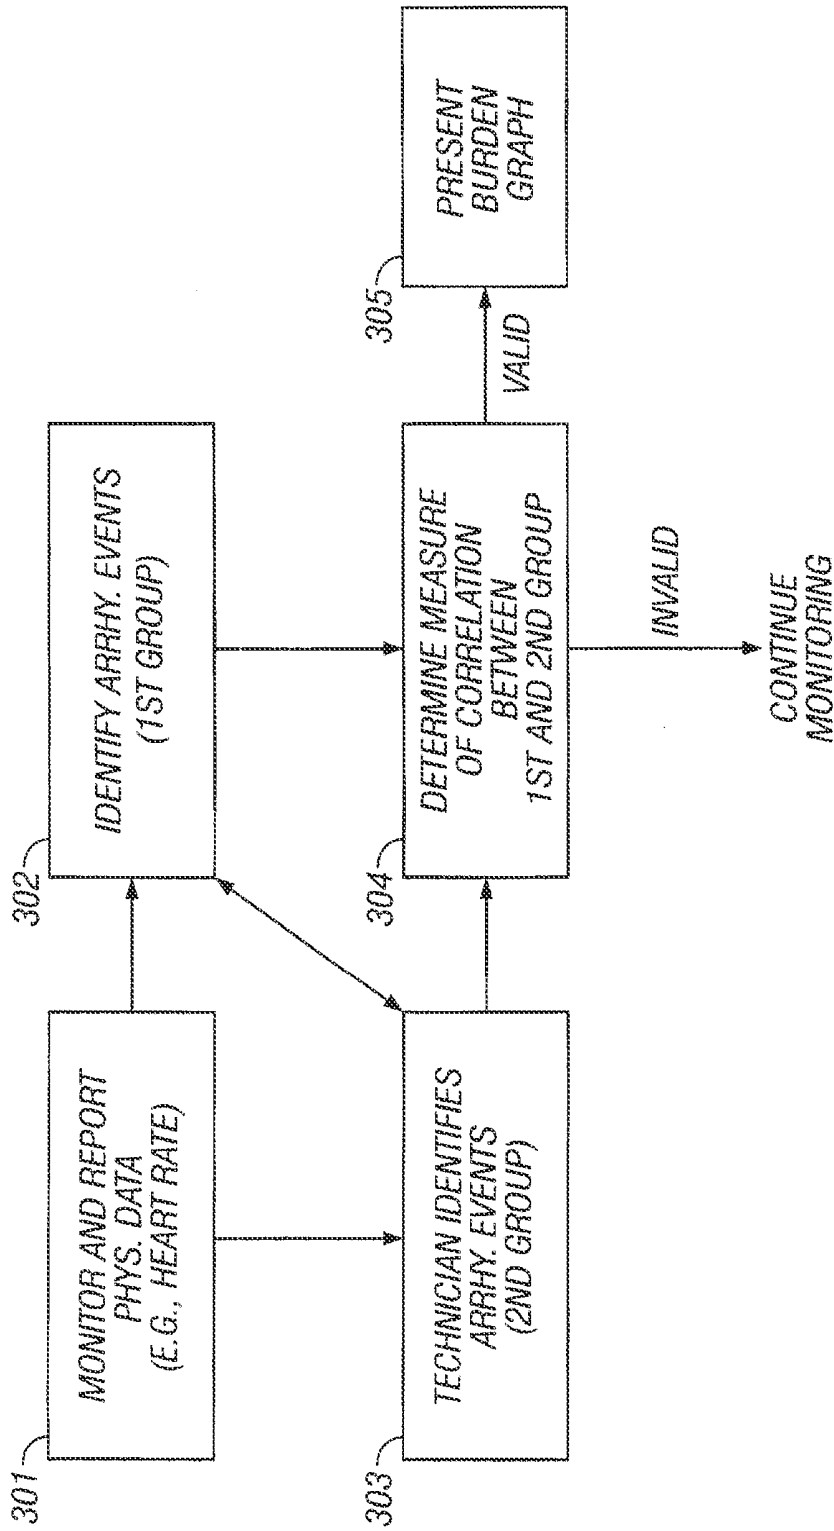 301
MONITOR AND REPORT
PHYS. DATA
(E.G., HEART RATE)
302
IDENTIFY ARRHY. EVENTS
(1ST GROUP)
303
TECHNICIAN IDENTIFIES
ARRHY. EVENTS
(2ND GROUP)
304
DETERMINE MEASURE
OF CORRELATION
BETWEEN
1ST AND 2ND GROUP
VALID
305
PRESENT
BURDEN
GRAPH
INVALID
CONTINUE
MONITORING